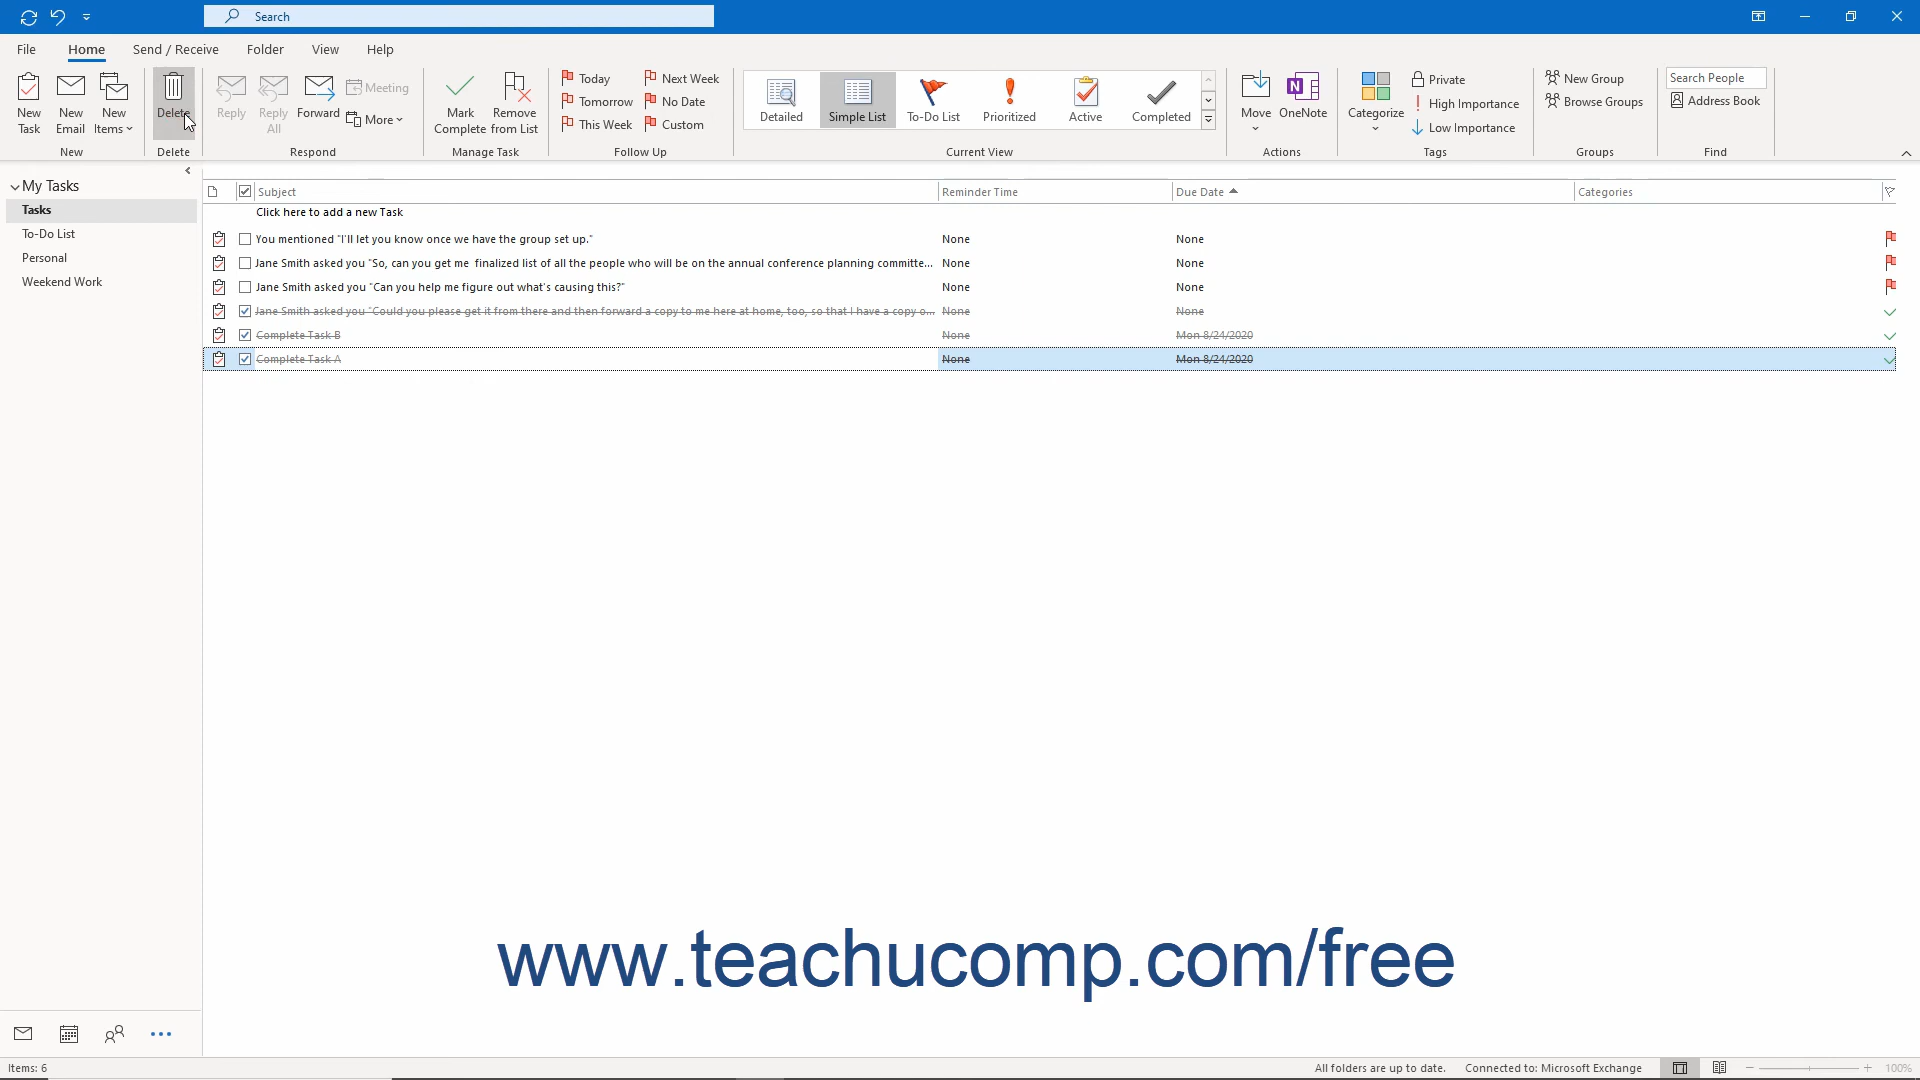 Search
File Home Send / Receive Folder View Help
New Task
New Email
New Items
New
Delete
Delete
Reply
Reply All
Forward
Meeting
More
Respond
Mark Complete
Remove from List
Manage Task
Today
Tomorrow
This Week
Next Week
No Date
Custom
Follow Up
Detailed
Simple List
To-Do List
Prioritized
Active
Completed
Current View
Move
OneNote
Actions
Categorize
Private
High Importance
Low Importance
Tags
New Group
Browse Groups
Groups
Search People
Address Book
Find
My Tasks
Tasks
To-Do List
Personal
Weekend Work
Subject Reminder Time Due Date Categories
Click here to add a new Task
You mentioned "I'll let you know once we have the group set up." None None
Jane Smith asked you "So, can you get me finalized list of all the people who will be on the annual conference planning committe... None None
Jane Smith asked you "Can you help me figure out what's causing this?" None None
Jane Smith asked you "Could you please get it from there and then forward a copy to me here at home, too, so that I have a copy o... None None
Complete Task B None Mon 8/24/2020
Complete Task A None Mon 8/24/2020
www.teachucomp.com/free
Items: 6 All folders are up to date. Connected to: Microsoft Exchange 100%